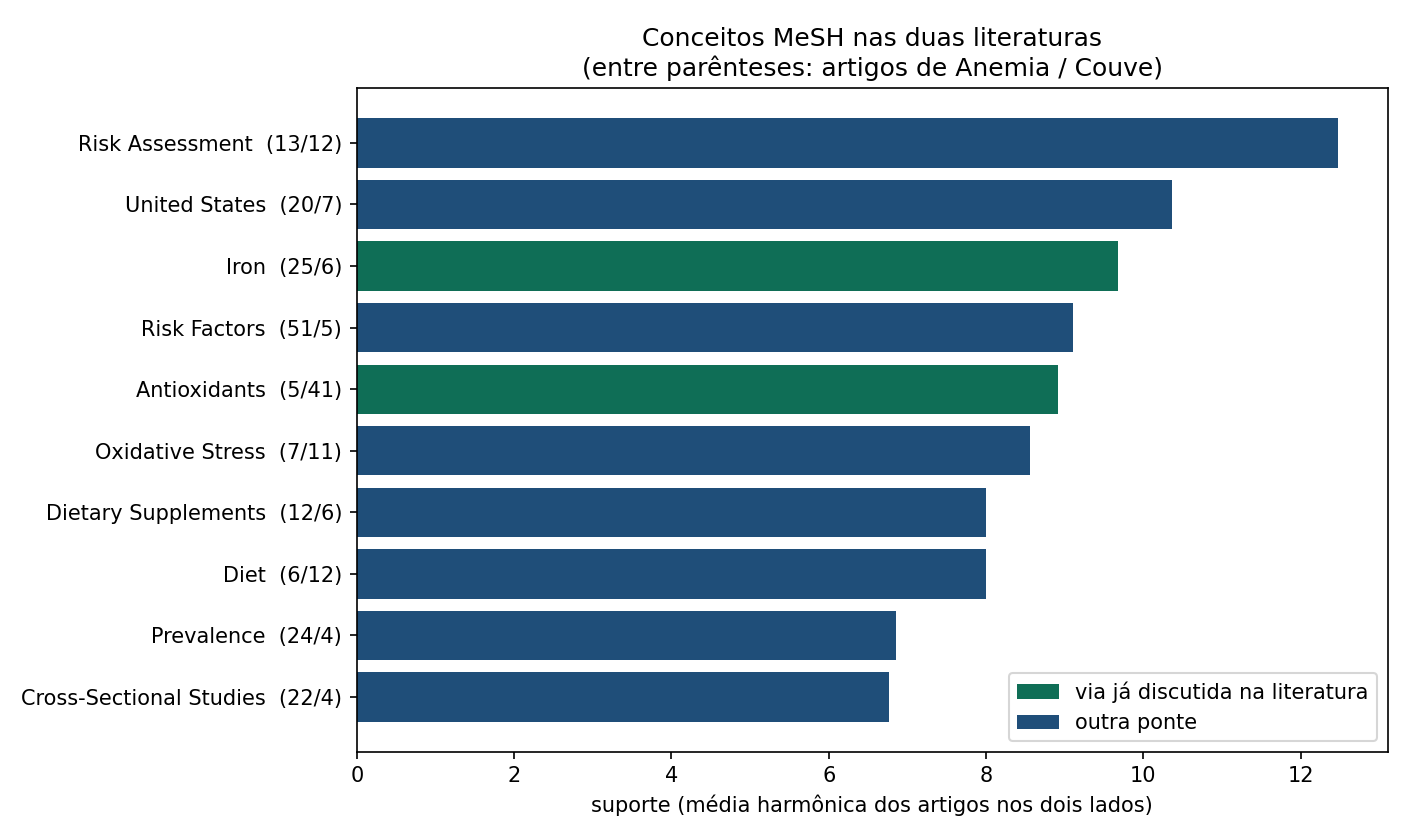 Conceitos MeSH nas duas literaturas
(entre parênteses: artigos de Anemia / Couve)
Risk Assessment (13/12)
United States (20/7)
Iron (25/6)
Risk Factors (51/5)
Antioxidants (5/41)
Oxidative Stress (7/11)
Dietary Supplements (12/6)
Diet (6/12)
Prevalence (24/4)
Cross-Sectional Studies (22/4)
via já discutida na literatura
outra ponte
0 2 4 6 8 10 12
suporte (média harmônica dos artigos nos dois lados)